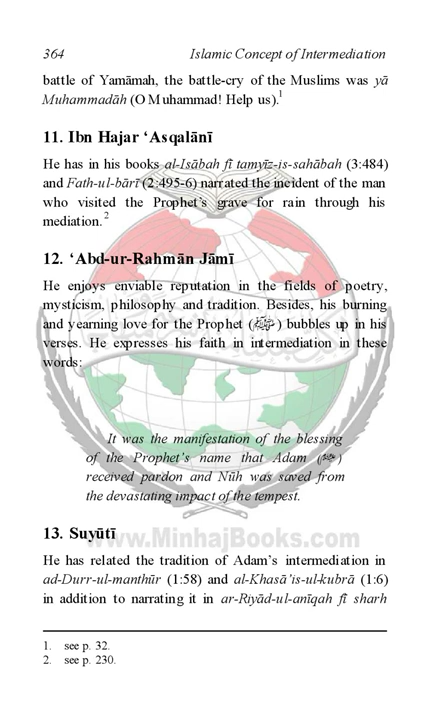 364 Islamic Concept of Intermediation
battle of Yamāmah, the battle-cry of the Muslims was yā
Muhammadāh (O Muhammad! Help us).1
11. Ibn Hajar ‘Asqalānī
He has in his books al-Isābah fī tamyīz-is-sahābah (3:484)
and Fath-ul-bārī (2:495-6) narrated the incident of the man
who visited the Prophet’s grave for rain through his
mediation.2
12. ‘Abd-ur-Rahmān Jāmī
He enjoys enviable reputation in the fields of poetry,
mysticism, philosophy and tradition. Besides, his burning
and yearning love for the Prophet (ﷺ) bubbles up in his
verses. He expresses his faith in intermediation in these
words:
It was the manifestation of the blessing
of the Prophet’s name that Adam ()
received pardon and Nūh was saved from
the devastating impact of the tempest.
13. Suyūtī
www.MinhajBooks.com
He has related the tradition of Adam’s intermediation in
ad-Durr-ul-manthūr (1:58) and al-Khasā’is-ul-kubrā (1:6)
in addition to narrating it in ar-Riyād-ul-anīqah fī sharh
1. see p. 32.
2. see p. 230.